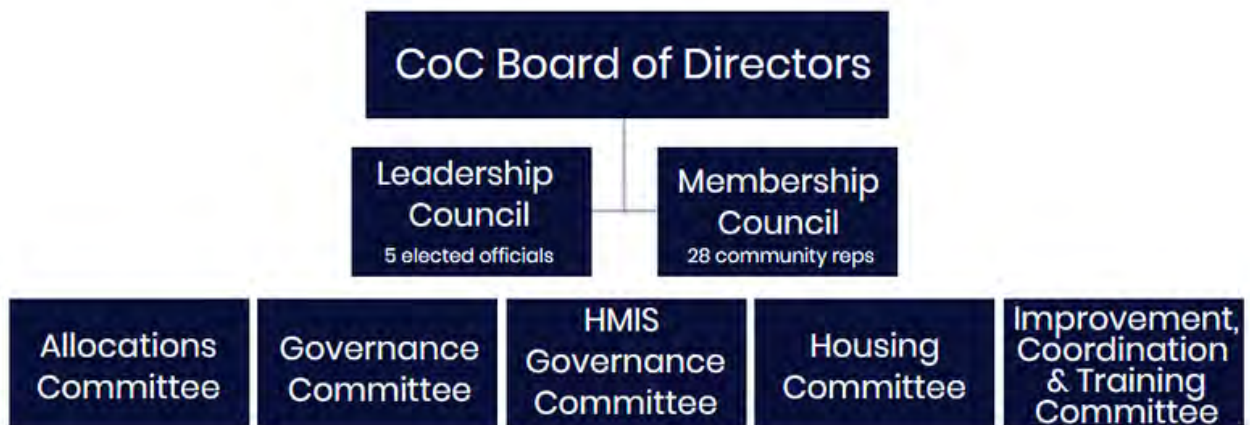 CoC Board of Directors
Leadership
Council
5 elected officials
Membership
Council
28 community reps
Allocations
Committee
Governance
Committee
HMIS
Governance
Committee
Housing
Committee
Improvement,
Coordination
& Training
Committee